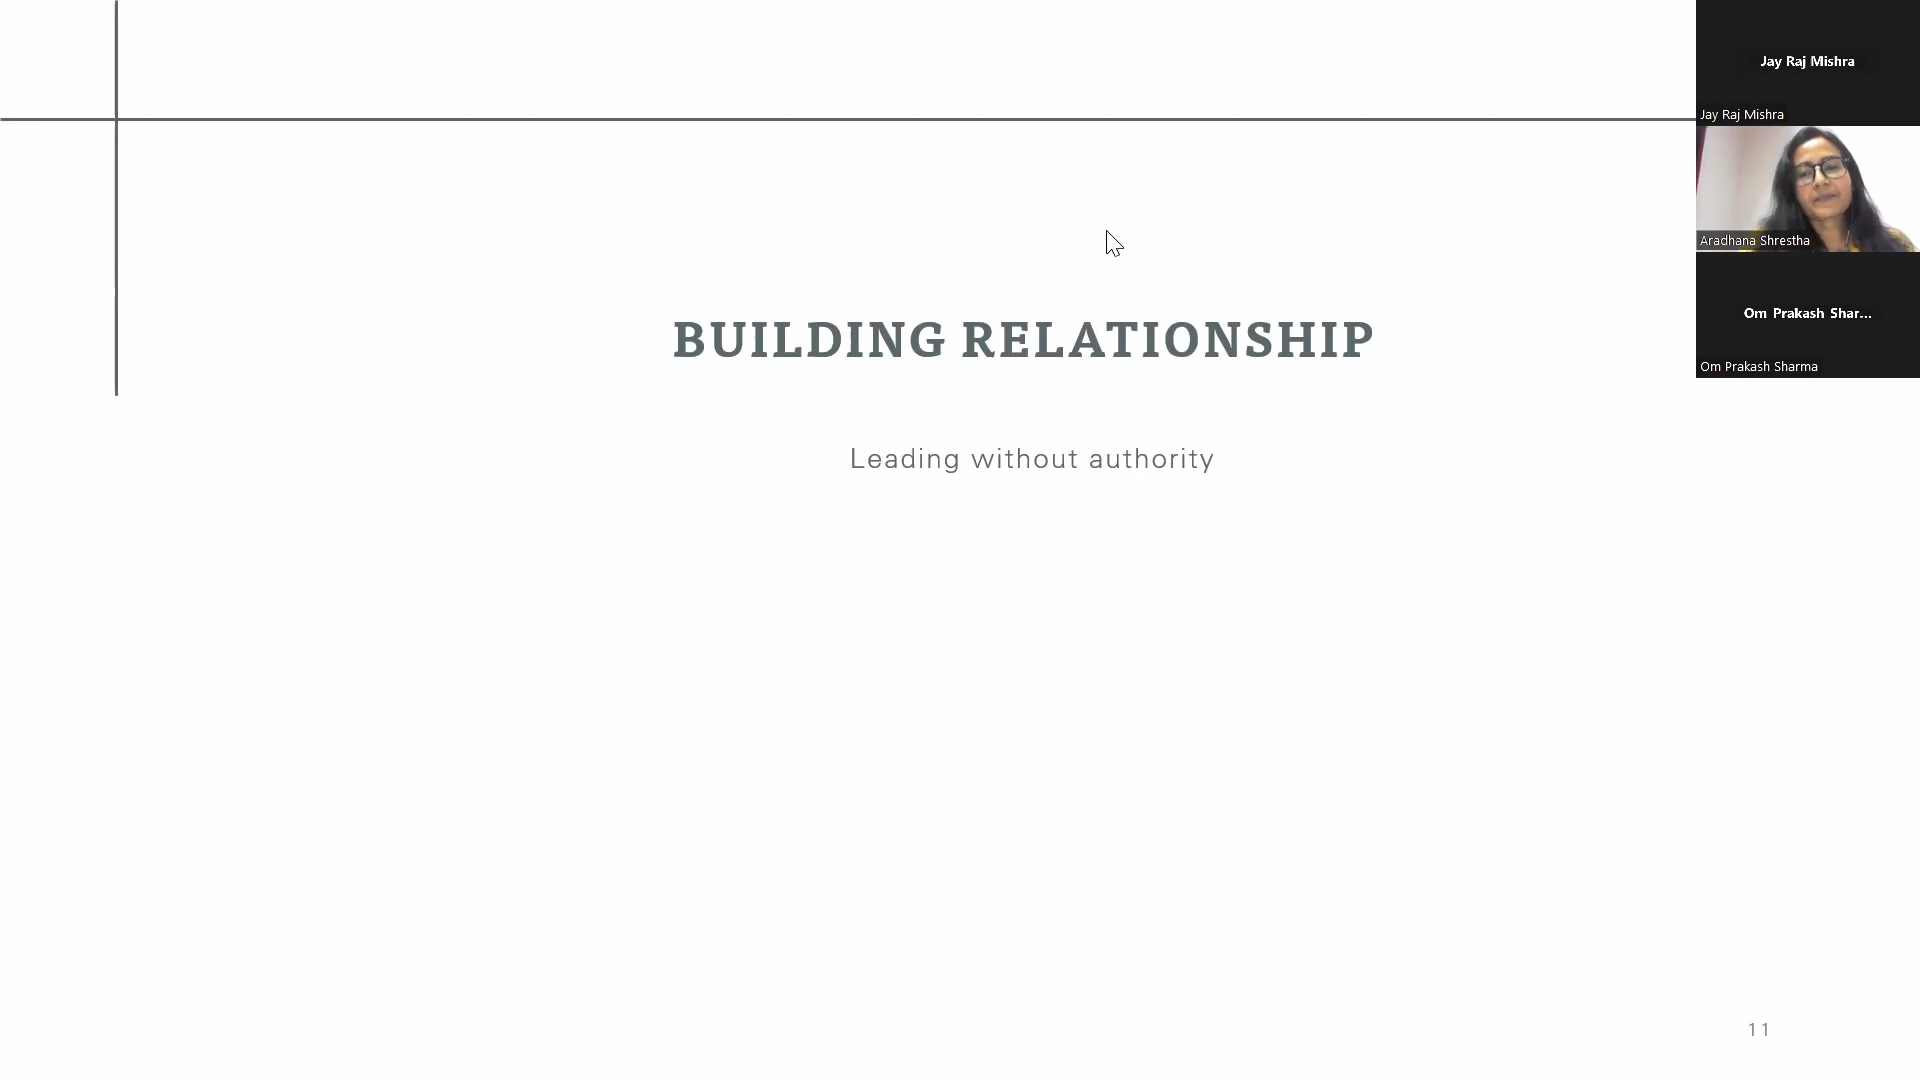 Jay Raj Mishra
Jay Raj Mishra
Aradhana Shrestha
Om Prakash Shar...
Om Prakash Sharma
BUILDING RELATIONSHIP
Leading without authority
11